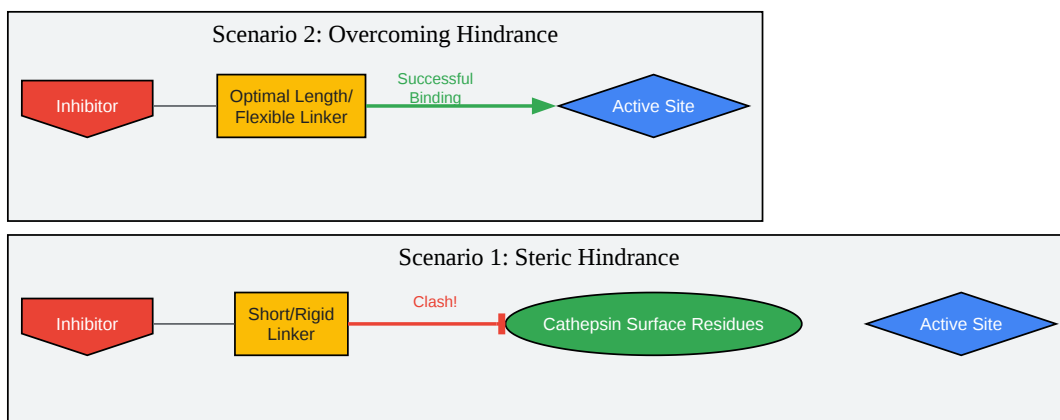 Scenario 2: Overcoming Hindrance
Inhibitor
Optimal Length/
Flexible Linker
Successful
Binding
Active Site
Scenario 1: Steric Hindrance
Inhibitor
Short/Rigid
Linker
Clash!
Cathepsin Surface Residues
Active Site